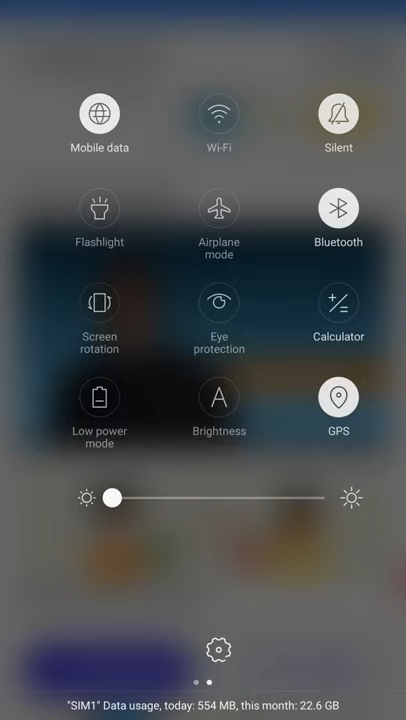 Mobile data
Wi-Fi
Silent
Flashlight
Airplane
mode
Bluetooth
Screen
rotation
Eye
protection
Calculator
Low power
mode
Brightness
GPS
"SIM1" Data usage, today: 554 MB, this month: 22.6 GB